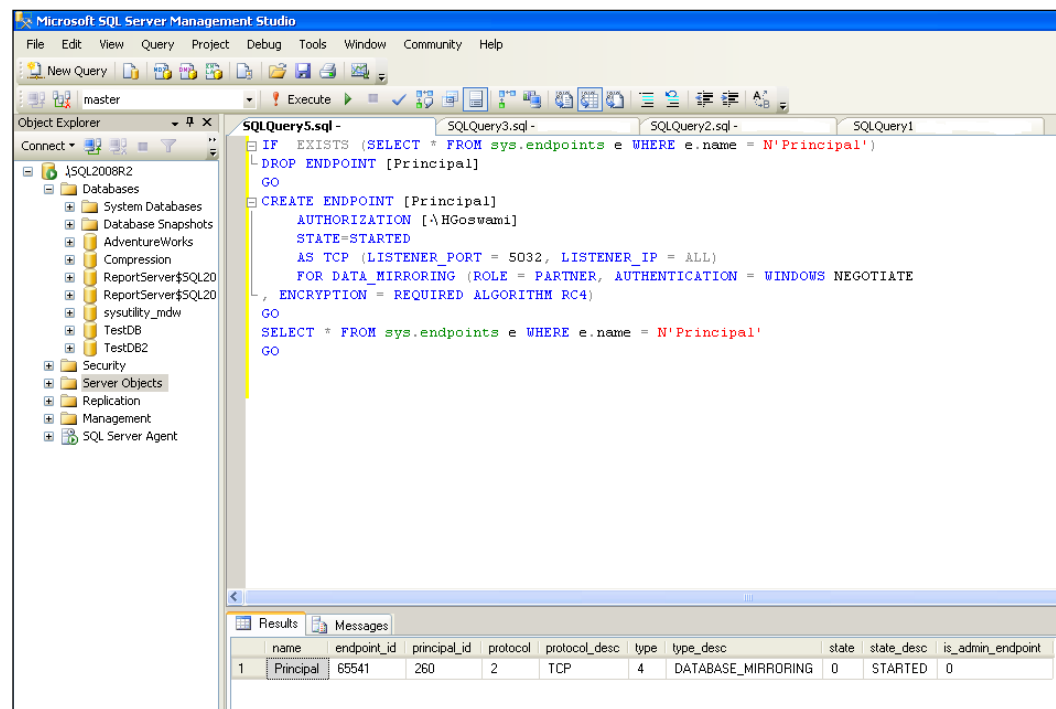 Microsoft SQL Server Management Studio
File Edit View Query Project Debug Tools Window Community Help
New Query
master Execute
Object Explorer
SQLQuery5.sql - SQLQuery3.sql - SQLQuery2.sql - SQLQuery1
Connect
.\SQL2008R2
Databases
System Databases
Database Snapshots
AdventureWorks
Compression
ReportServer$SQL20
ReportServer$SQL20
sysutility_mdw
TestDB
TestDB2
Security
Server Objects
Replication
Management
SQL Server Agent
IF EXISTS (SELECT * FROM sys.endpoints e WHERE e.name = N'Principal')
DROP ENDPOINT [Principal]
GO
CREATE ENDPOINT [Principal]
AUTHORIZATION [.\HGoswami]
STATE=STARTED
AS TCP (LISTENER_PORT = 5032, LISTENER_IP = ALL)
FOR DATA_MIRRORING (ROLE = PARTNER, AUTHENTICATION = WINDOWS NEGOTIATE
, ENCRYPTION = REQUIRED ALGORITHM RC4)
GO
SELECT * FROM sys.endpoints e WHERE e.name = N'Principal'
GO
Results Messages
name endpoint_id principal_id protocol protocol_desc type type_desc state state_desc is_admin_endpoint
1 Principal 65541 260 2 TCP 4 DATABASE_MIRRORING 0 STARTED 0